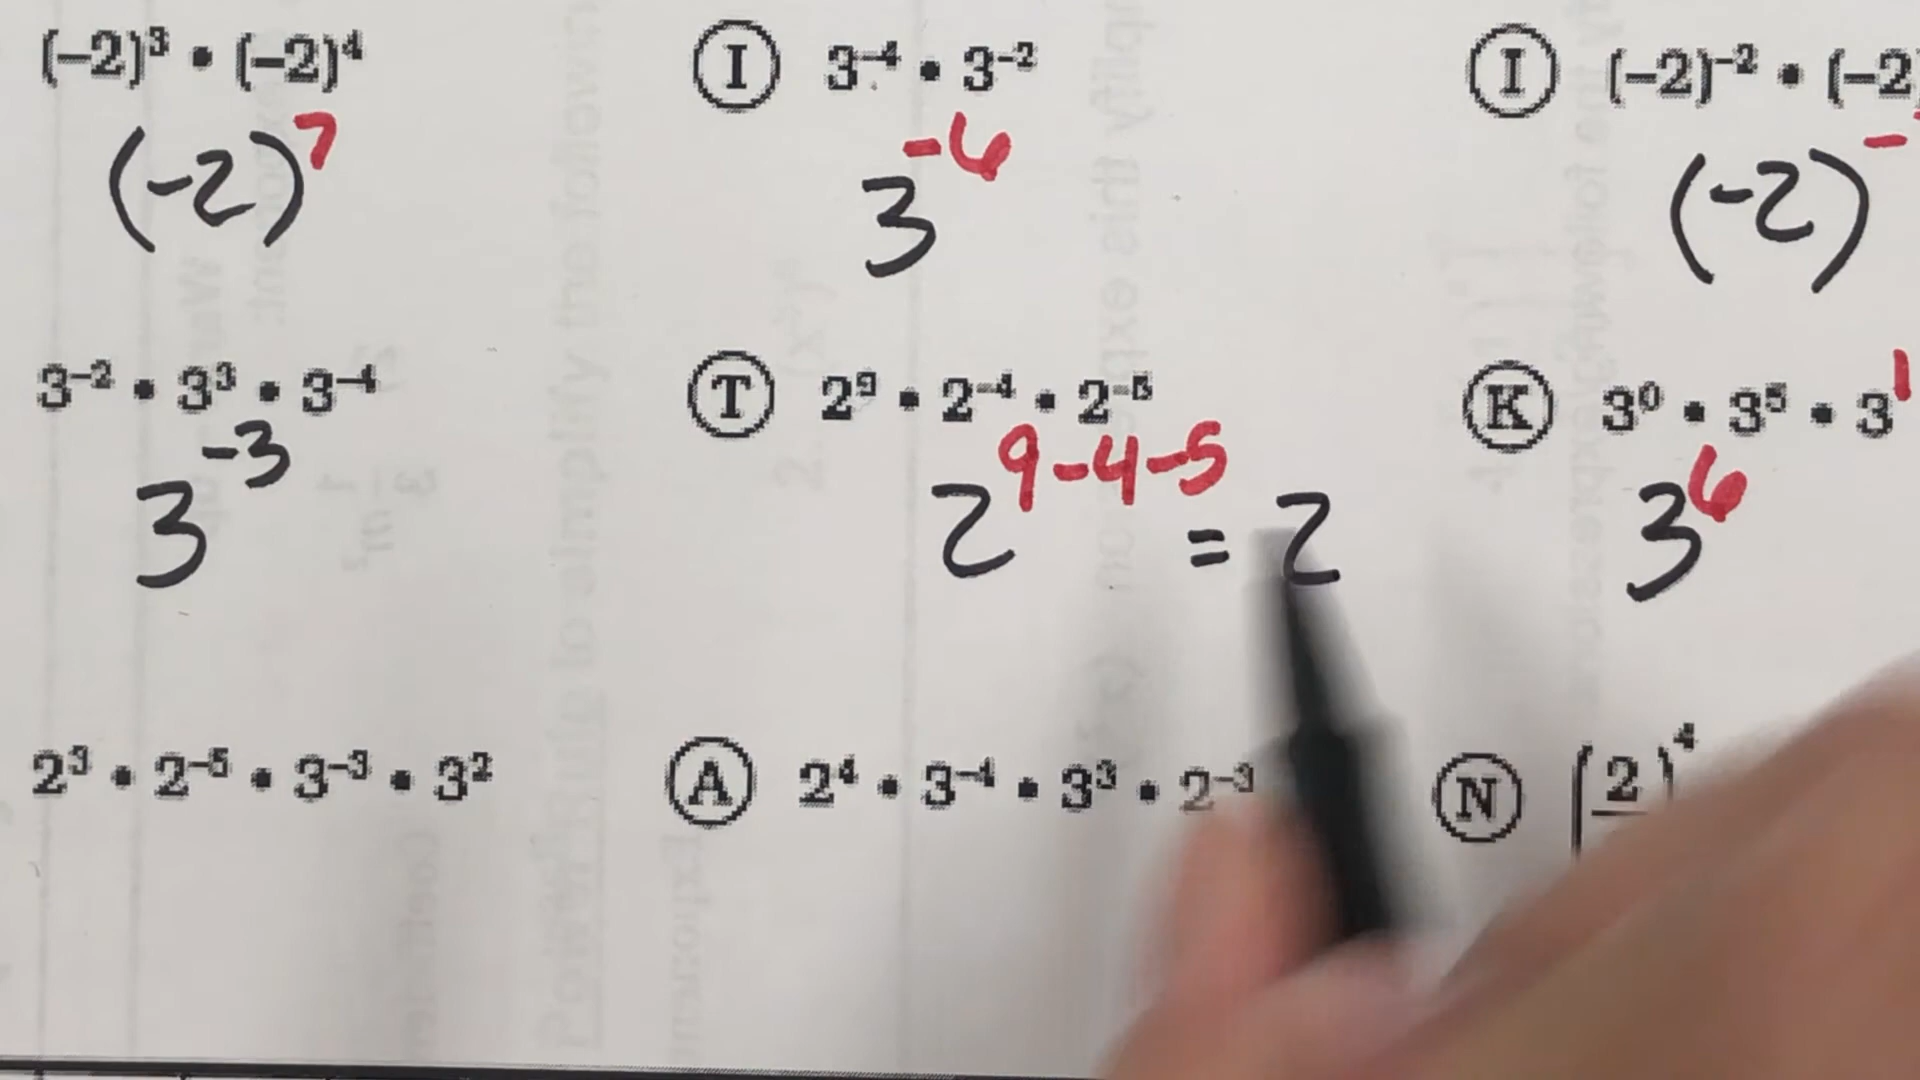 (−2)³ • (−2)⁴
(-2)⁷
Ⓘ 3⁻⁴ • 3⁻²
3⁻⁶
Ⓘ (−2)⁻² • (−2)
(-2)⁻
3⁻² • 3³ • 3⁻⁴
3⁻³
Ⓣ 2⁹ • 2⁻⁴ • 2⁻⁵
2⁹⁻⁴⁻⁵ = 2
Ⓚ 3⁰ • 3⁵ • 3¹
3⁶
2³ • 2⁻⁵ • 3⁻³ • 3²
Ⓐ 2⁴ • 3⁻⁴ • 3³ • 2⁻³
Ⓝ (2)⁴